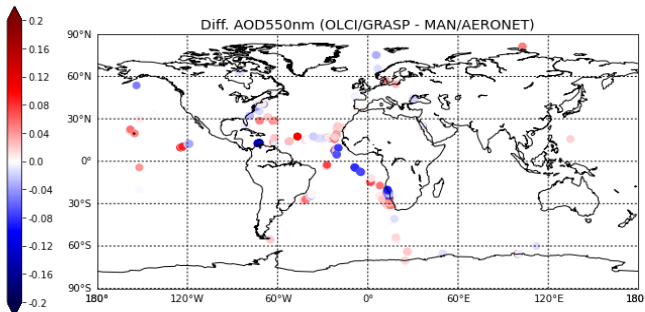 Diff. AOD550nm (OLCI/GRASP - MAN/AERONET)
0.2
0.16
0.12
0.08
0.04
0.0
-0.04
-0.08
-0.12
-0.16
-0.2
90°N
60°N
30°N
0°
30°S
60°S
90°S
180° 120°W 60°W 0° 60°E 120°E 180°